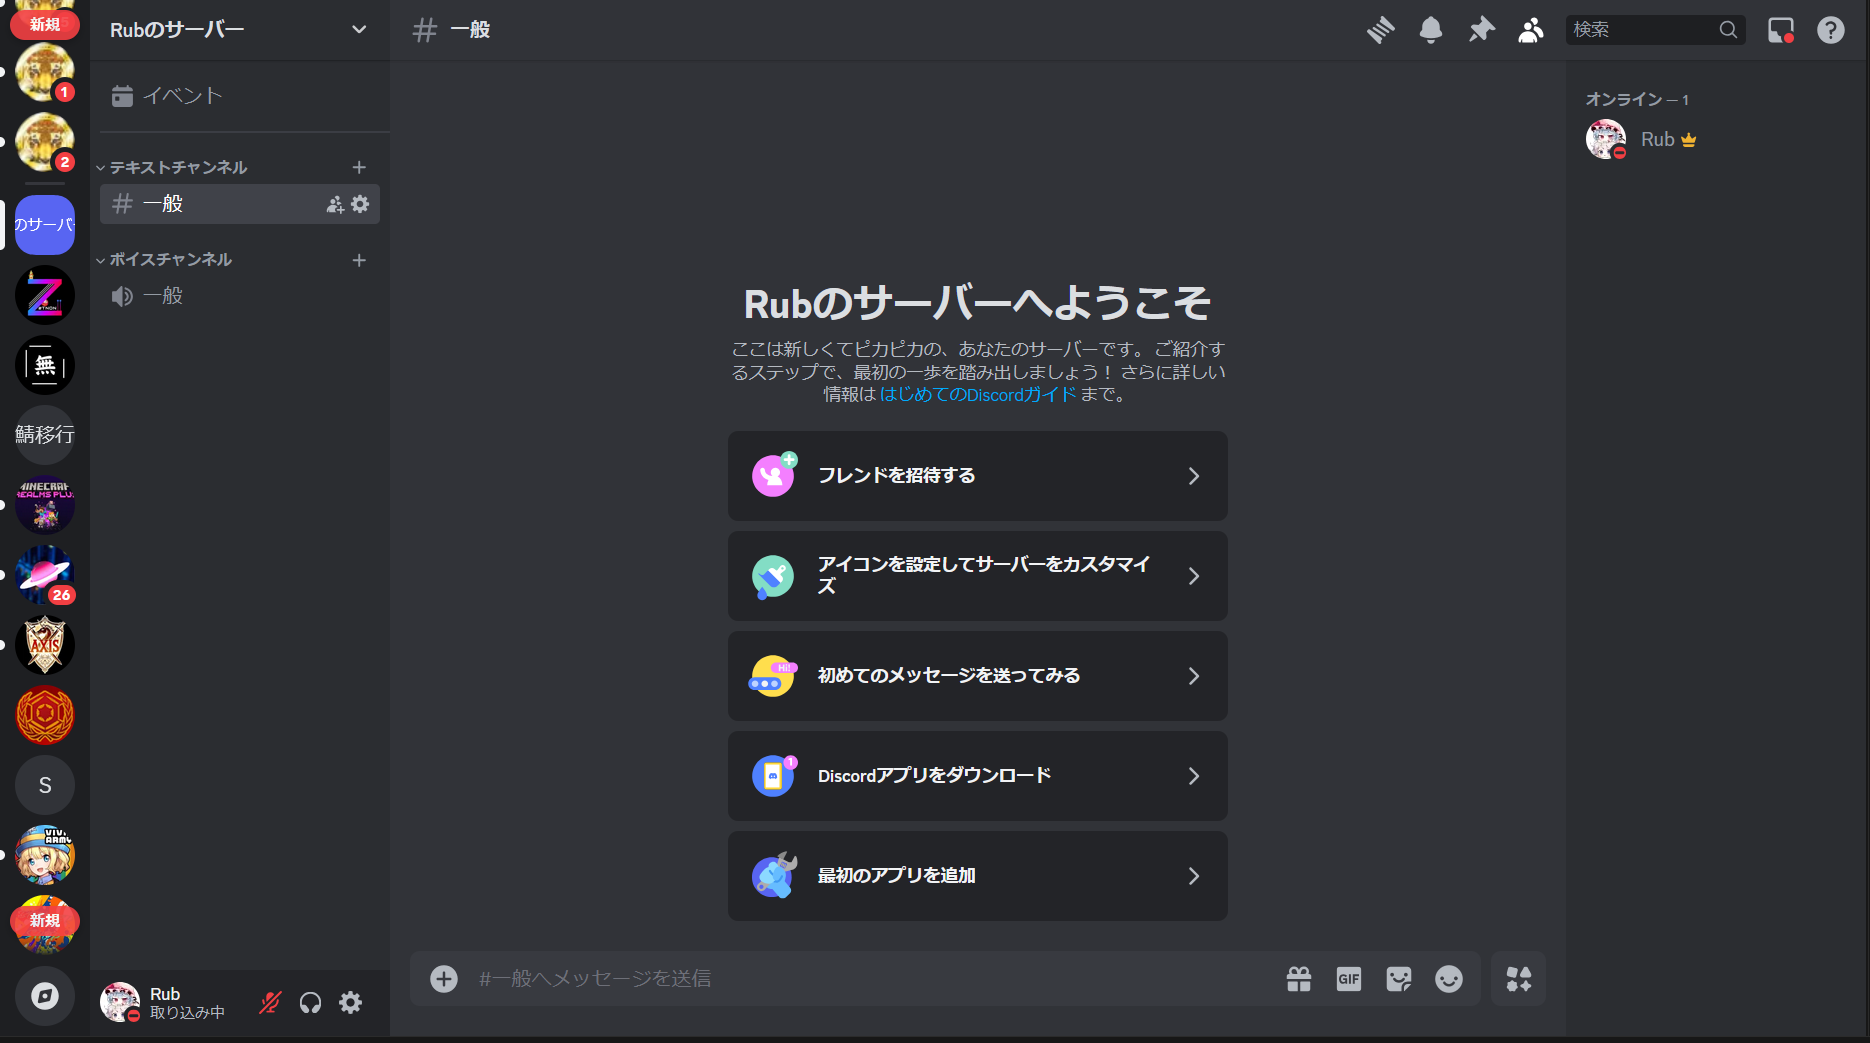 新規
1
2
のサーバー
無
鯖移行
MINECRAF
REALMS PLU
26
AXIS
S
VIVI
ARMY
新規
Rubのサーバー
イベント
テキストチャンネル
一般
ボイスチャンネル
一般
Rub
取り込み中
一般
検索
Rubのサーバーへようこそ
ここは新しくてピカピカの、あなたのサーバーです。 ご紹介す
るステップで、最初の一歩を踏み出しましょう！ さらに詳しい
情報は はじめてのDiscordガイド まで。
フレンドを招待する
アイコンを設定してサーバーをカスタマイ
ズ
Hi!
初めてのメッセージを送ってみる
1
Discordアプリをダウンロード
最初のアプリを追加
#一般へメッセージを送信
GIF
オンライン — 1
Rub